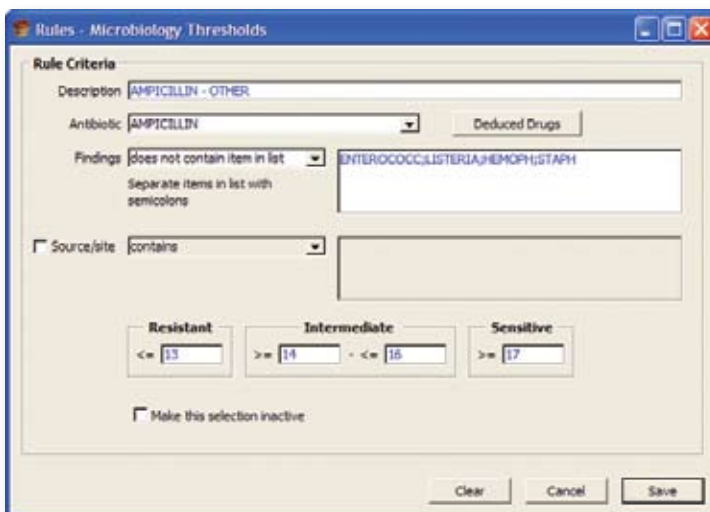 Rules - Microbiology Thresholds
Rule Criteria
Description AMPICILLIN - OTHER
Antibiotic AMPICILLIN Deduced Drugs
Findings does not contain item in list ENTEROCOCC;LISTERIA;HEMOPH;STAPH
Separate items in list with
semicolons
Source/site contains
Resistant Intermediate Sensitive
<= 13 >= 14 - <= 16 >= 17
Make this selection inactive
Clear Cancel Save